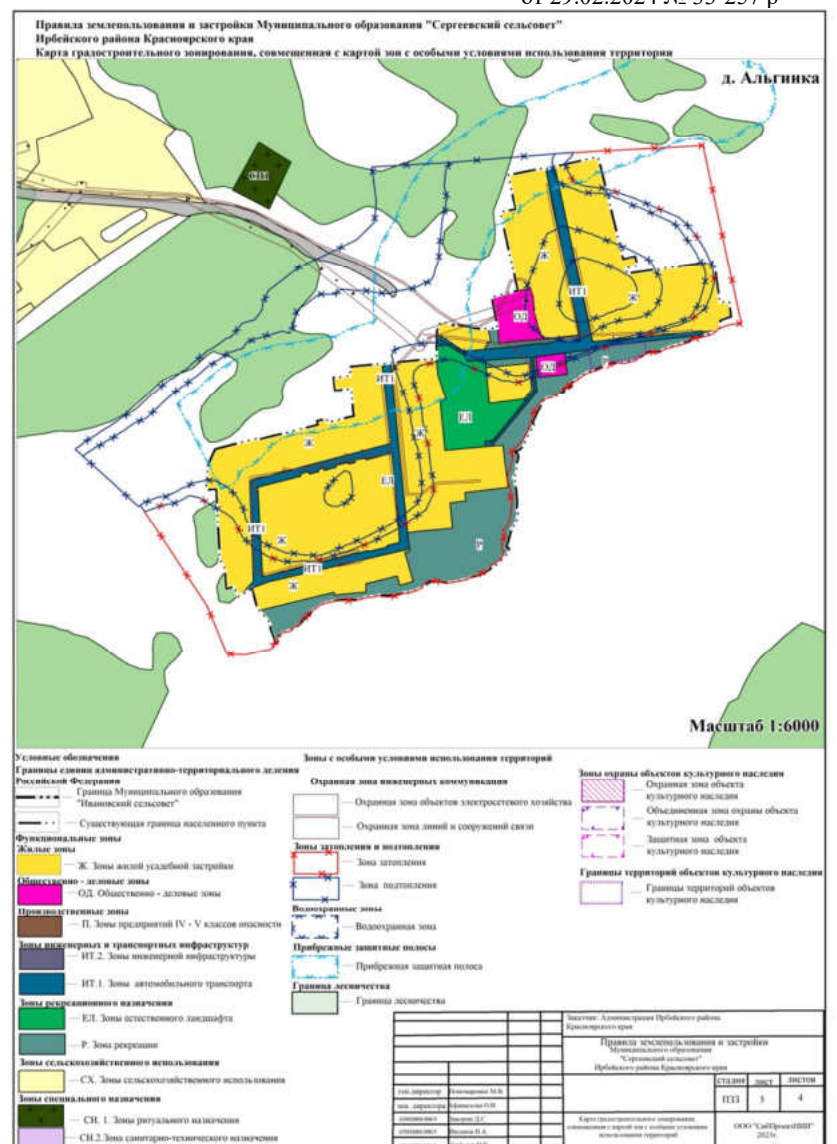 от 29.02.2024 № 33-257 р
Правила землепользования и застройки Муниципального образования "Сергеевский сельсовет"
Ирбейского района Красноярского края
Карта градостроительного зонирования, совмещенная с картой зон с особыми условиями использования территории
д. Альгинка
СН1
Ж
ИТ1
Ж
ОД
ОД
Р
ИТ1
Ж
ЕЛ
Ж
ЕЛ
ИТ1
Ж
Р
ИТ1
Ж
Масштаб 1:6000
Условные обозначения
Границы единиц административно-территориального деления
Российской Федерации
Граница Муниципального образования
"Ивановский сельсовет"
Существующая граница населенного пункта
Функциональные зоны
Жилые зоны
Ж. Зоны жилой усадебной застройки
Общественно - деловые зоны
ОД. Общественно - деловые зоны
Производственные зоны
П. Зоны предприятий IV - V классов опасности
Зоны инженерных и транспортных инфраструктур
ИТ.2. Зоны инженерной инфраструктуры
ИТ.1. Зоны автомобильного транспорта
Зоны рекреационного назначения
ЕЛ. Зоны естественного ландшафта
Р. Зона рекреации
Зоны сельскохозяйственного использования
СХ. Зоны сельскохозяйственного использования
Зоны специального назначения
СН. 1. Зоны ритуального назначения
СН.2.Зона санитарно-технического назначения
Зоны с особыми условиями использования территорий
Охранная зона инженерных коммуникация
Охранная зона объектов электросетевого хозяйства
Охранная зона линий и сооружений связи
Зоны затопления и подтопления
Зона затопления
Зона подтопления
Водоохранные зоны
Водоохранная зона
Прибрежные защитные полосы
Прибрежная защитная полоса
Граница лесничества
Граница лесничества
Зоны охраны объектов культурного наследия
Охранная зона объекта
культурного наследия
Объединенная зона охраны объекта
культурного наследия
Защитная зона объекта
культурного наследия
Границы территорий объектов культурного наследия
Границы территорий объектов
культурного наследия
Заказчик: Администрация Ирбейского района
Красноярского края
Правила землепользования и застройки
Муниципального образования
"Сергеевский сельсовет"
Ирбейского района Красноярского края
стадия лист листов
ПЗЗ 3 4
ген.директор Пономаренко М.В.
зам. директора
Карта градостроительного зонирования,
совмещенная с картой зон с особыми условиями
использования территорий
ООО "СибПроектНИИ"
2023г.